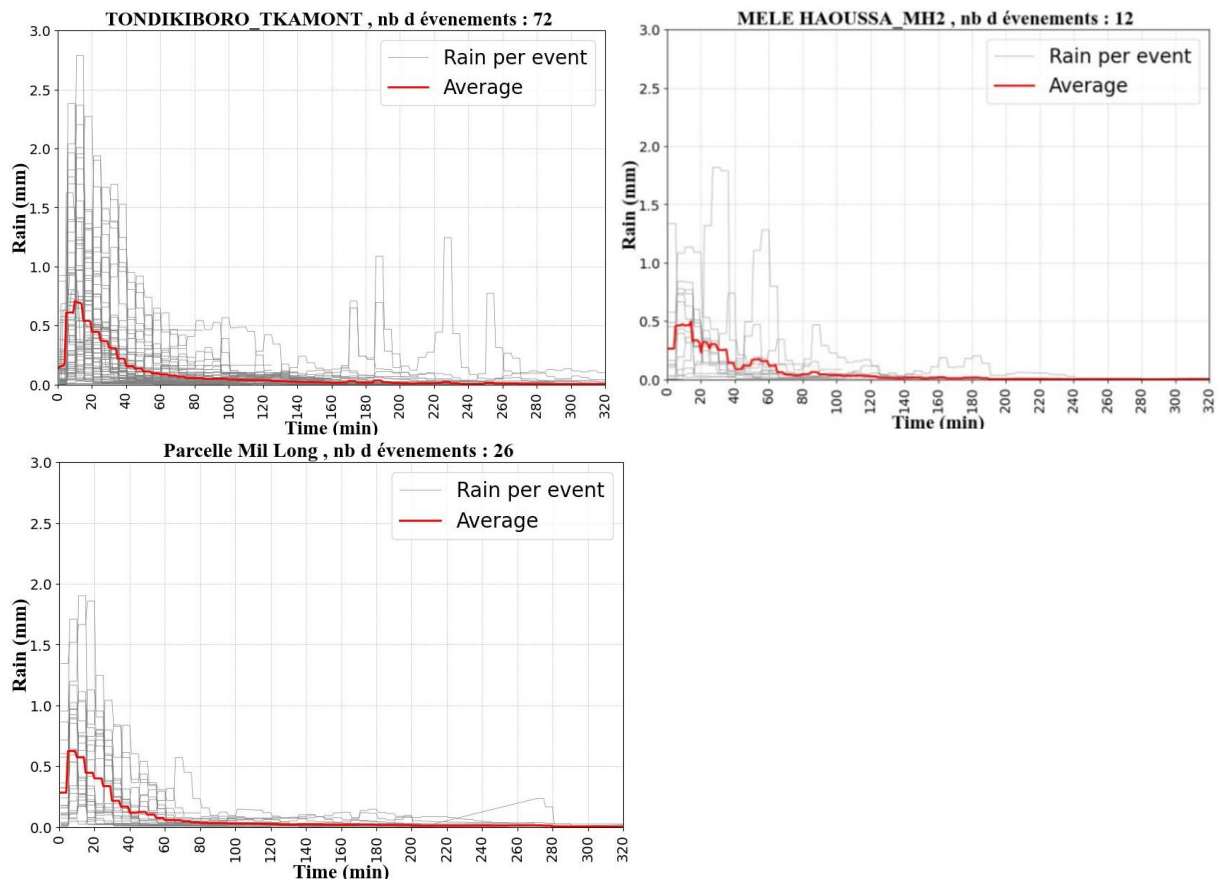 TONDIKIBORO_TKAMONT , nb d évenements : 72
3.0
2.5
2.0
1.5
1.0
0.5
0.0
Rain (mm)
Rain per event
Average
0 20 40 60 80 100 120 140 160 180 200 220 240 260 280 300 320
Time (min)
MELE HAOUSSA_MH2 , nb d évenements : 12
3.0
2.5
2.0
1.5
1.0
0.5
0.0
Rain (mm)
Rain per event
Average
0 20 40 60 80 100 120 140 160 180 200 220 240 260 280 300 320
Time (min)
Parcelle Mil Long , nb d évenements : 26
3.0
2.5
2.0
1.5
1.0
0.5
0.0
Rain (mm)
Rain per event
Average
0 20 40 60 80 100 120 140 160 180 200 220 240 260 280 300 320
Time (min)